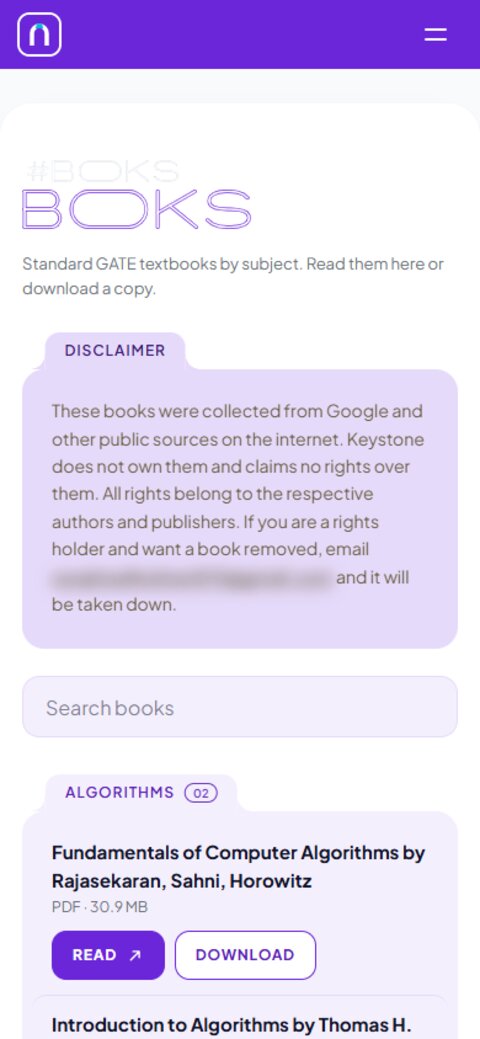 #BOKS
BOKS
Standard GATE textbooks by subject. Read them here or
download a copy.
DISCLAIMER
These books were collected from Google and
other public sources on the internet. Keystone
does not own them and claims no rights over
them. All rights belong to the respective
authors and publishers. If you are a rights
holder and want a book removed, email
and it will
be taken down.
Search books
ALGORITHMS 02
Fundamentals of Computer Algorithms by
Rajasekaran, Sahni, Horowitz
PDF · 30.9 MB
READ ↗ DOWNLOAD
Introduction to Algorithms by Thomas H.